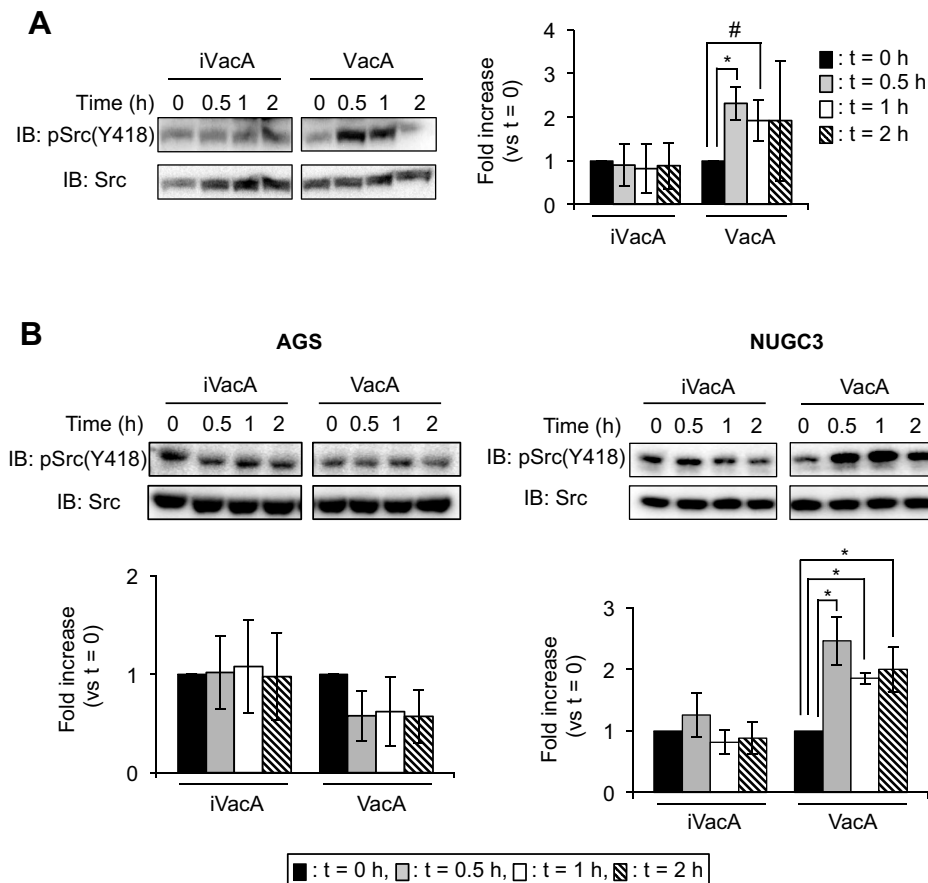 A
iVacA VacA
Time (h) 0 0.5 1 2 0 0.5 1 2
IB: pSrc(Y418)
IB: Src
Fold increase
(vs t = 0)
4
3
2
1
0
#
*
iVacA VacA
: t = 0 h
: t = 0.5 h
: t = 1 h
: t = 2 h
B
AGS
iVacA VacA
Time (h) 0 0.5 1 2 0 0.5 1 2
IB: pSrc(Y418)
IB: Src
Fold increase
(vs t = 0)
2
1
0
iVacA VacA
NUGC3
iVacA VacA
Time (h) 0 0.5 1 2 0 0.5 1 2
IB: pSrc(Y418)
IB: Src
Fold increase
(vs t = 0)
3
2
1
0
*
*
*
iVacA VacA
: t = 0 h, : t = 0.5 h, : t = 1 h, : t = 2 h